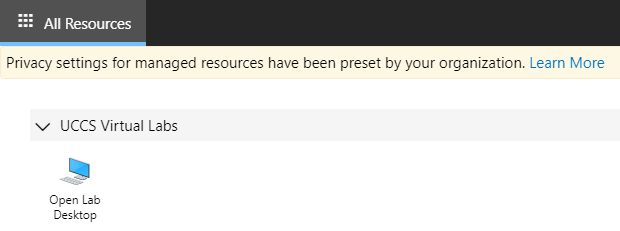 All Resources
Privacy settings for managed resources have been preset by your organization. Learn More
UCCS Virtual Labs
Open Lab
Desktop